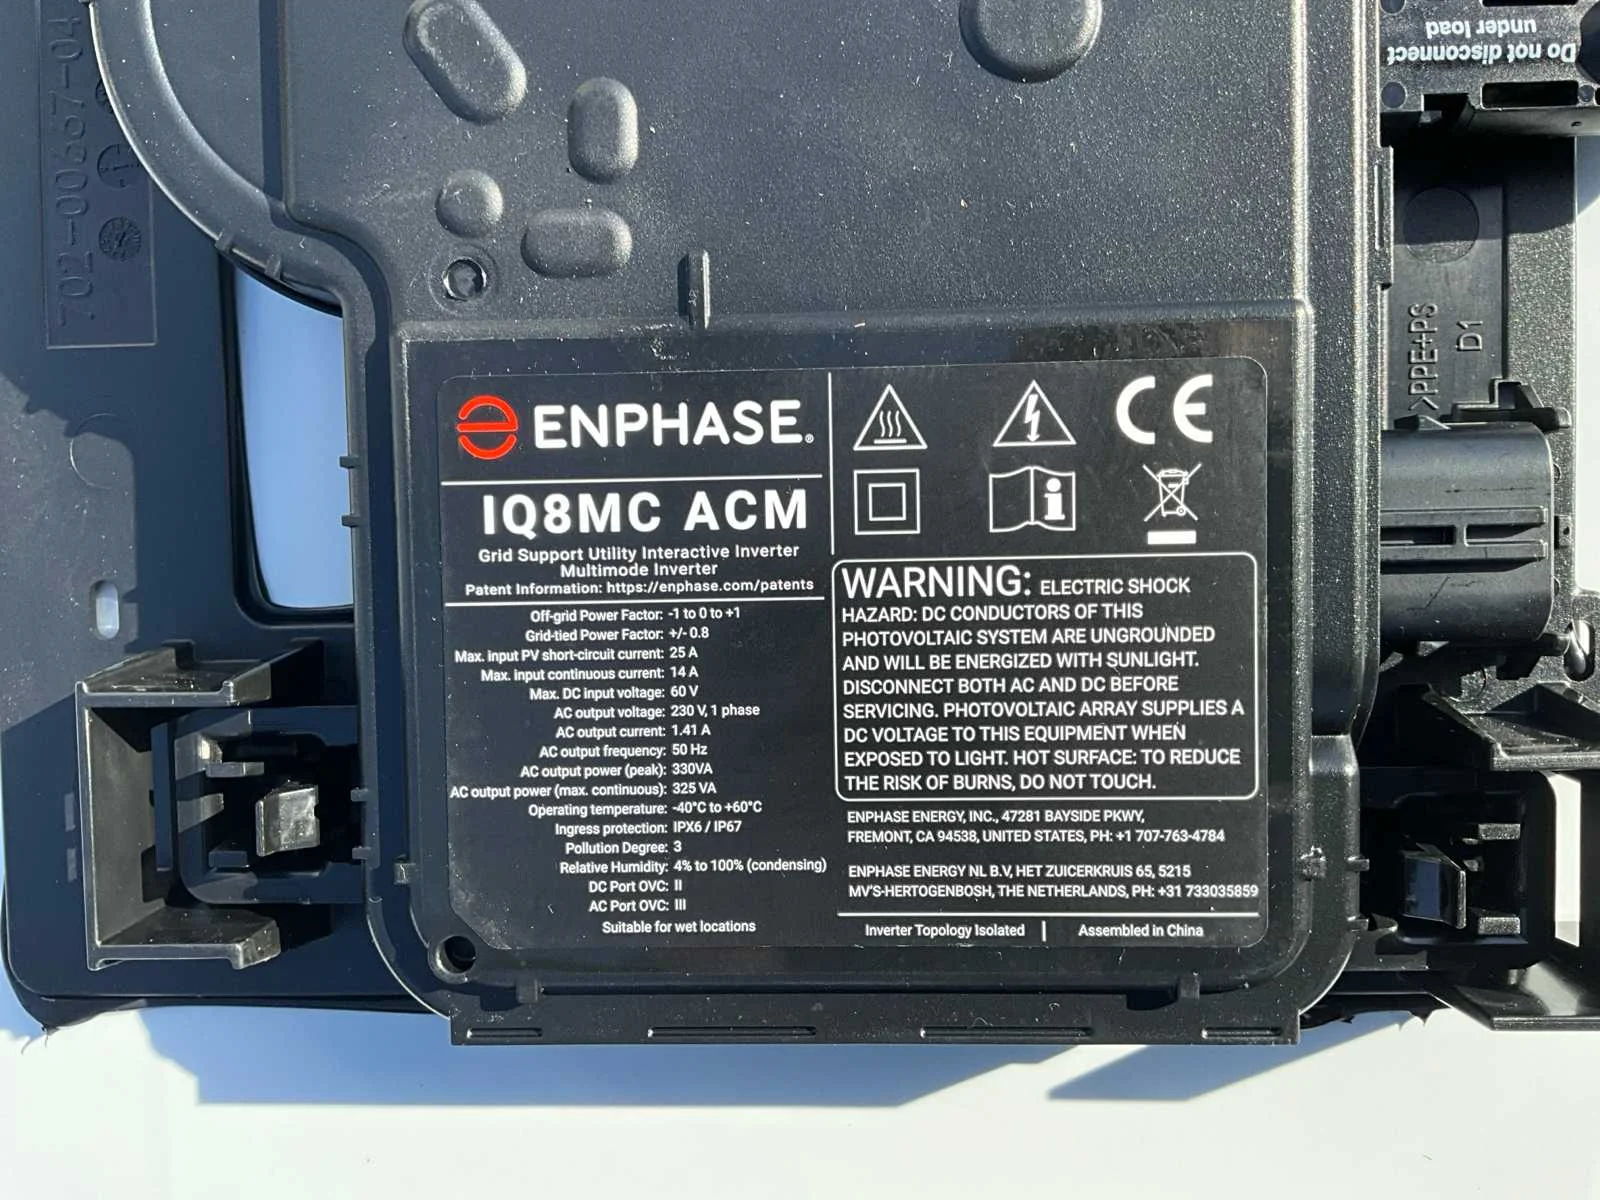 Do not disconnect
under load
702-00667-04
>PPE+PS
D1
ENPHASE®
IQ8MC ACM
Grid Support Utility Interactive Inverter
Multimode Inverter
Patent Information: https://enphase.com/patents
Off-grid Power Factor: -1 to 0 to +1
Grid-tied Power Factor: +/- 0.8
Max. input PV short-circuit current: 25 A
Max. input continuous current: 14 A
Max. DC input voltage: 60 V
AC output voltage: 230 V, 1 phase
AC output current: 1.41 A
AC output frequency: 50 Hz
AC output power (peak): 330VA
AC output power (max. continuous): 325 VA
Operating temperature: -40°C to +60°C
Ingress protection: IPX6 / IP67
Pollution Degree: 3
Relative Humidity: 4% to 100% (condensing)
DC Port OVC: II
AC Port OVC: III
Suitable for wet locations
CE
WARNING: ELECTRIC SHOCK
HAZARD: DC CONDUCTORS OF THIS
PHOTOVOLTAIC SYSTEM ARE UNGROUNDED
AND WILL BE ENERGIZED WITH SUNLIGHT.
DISCONNECT BOTH AC AND DC BEFORE
SERVICING. PHOTOVOLTAIC ARRAY SUPPLIES A
DC VOLTAGE TO THIS EQUIPMENT WHEN
EXPOSED TO LIGHT. HOT SURFACE: TO REDUCE
THE RISK OF BURNS, DO NOT TOUCH.
ENPHASE ENERGY, INC., 47281 BAYSIDE PKWY,
FREMONT, CA 94538, UNITED STATES, PH: +1 707-763-4784
ENPHASE ENERGY NL B.V, HET ZUICERKRUIS 65, 5215
MV'S-HERTOGENBOSH, THE NETHERLANDS, PH: +31 733035859
Inverter Topology Isolated | Assembled in China